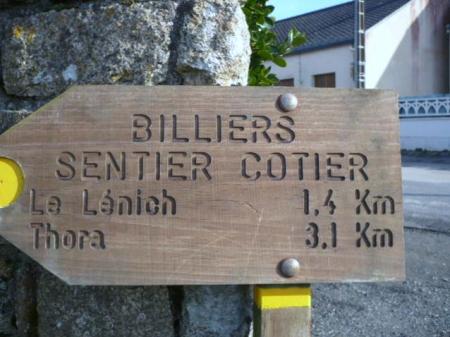 BILLIERS
SENTIER COTIER
Le Lénich 1,4 Km
Thora 3,1 Km